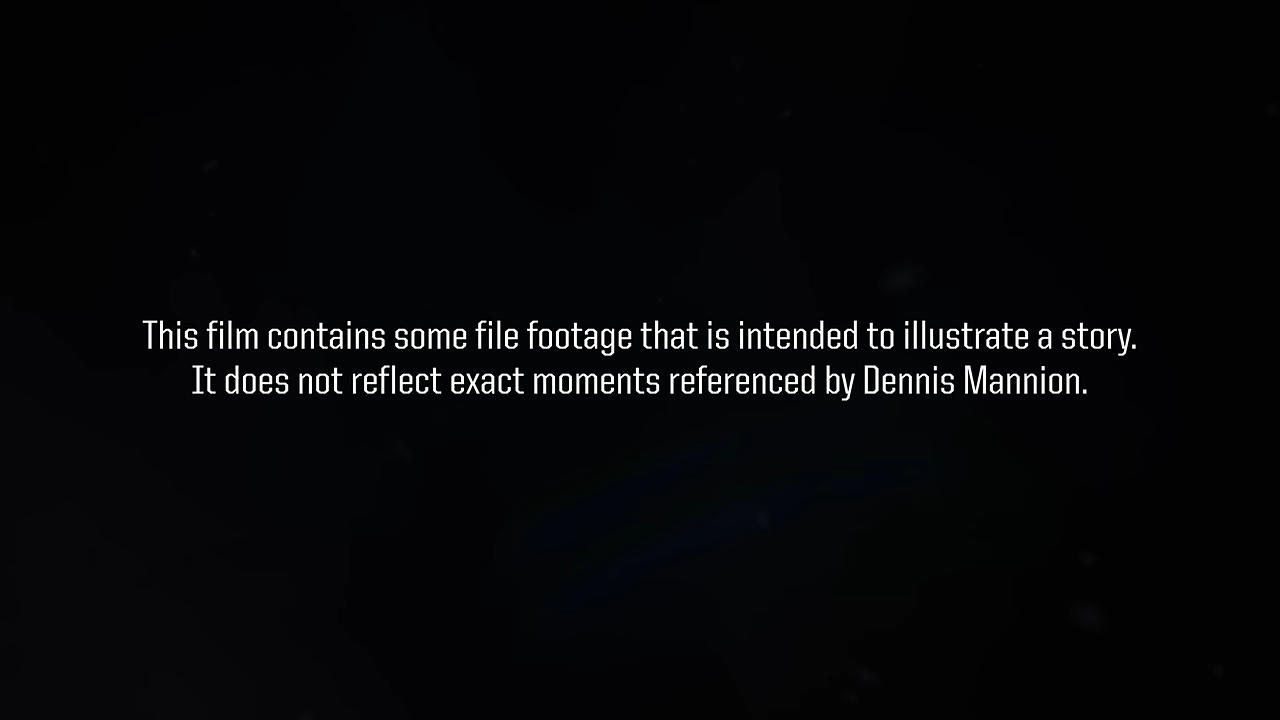 This film contains some file footage that is intended to illustrate a story.
It does not reflect exact moments referenced by Dennis Mannion.